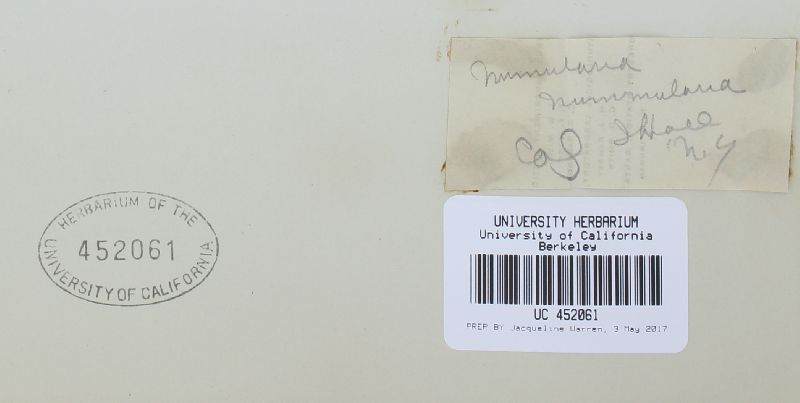 Nummularia
nummularia
Col
N.Y
HERBARIUM OF THE
452061
UNIVERSITY OF CALIFORNIA
UNIVERSITY HERBARIUM
University of California
Berkeley
UC 452061
PREP BY Jacqueline Warren, 3 May 2017